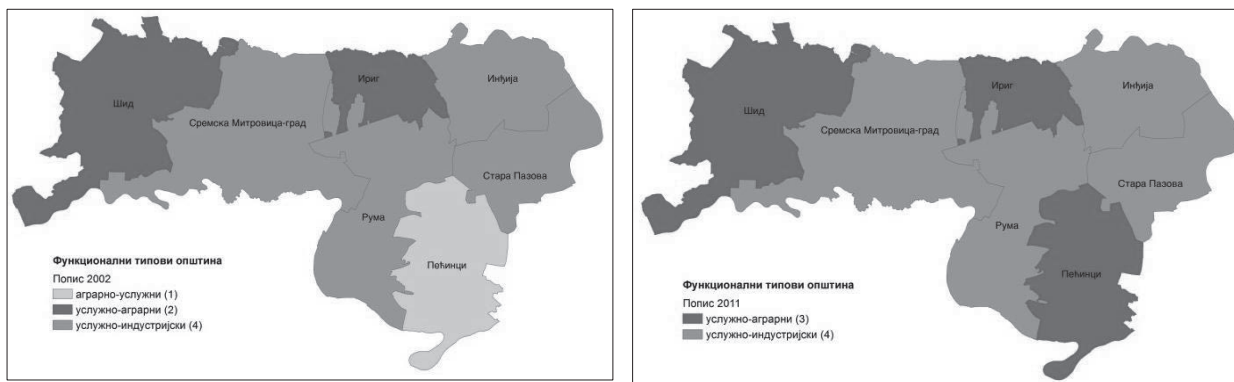 Шид
Сремска Митровица-град
Ириг
Инђија
Стара Пазова
Рума
Пећинци
Функционални типови општина
Попис 2002
аграрно-услужни (1)
услужно-аграрни (2)
услужно-индустријски (4)
Шид
Сремска Митровица-град
Ириг
Инђија
Стара Пазова
Рума
Пећинци
Функционални типови општина
Попис 2011
услужно-аграрни (3)
услужно-индустријски (4)